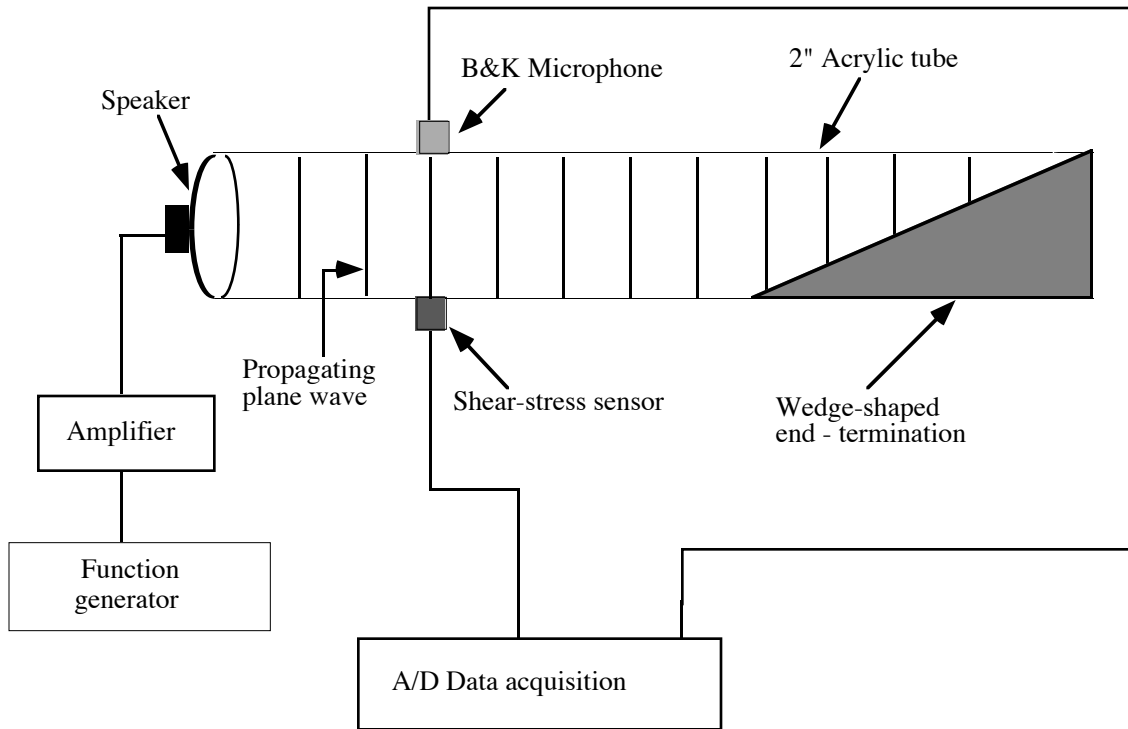 B&K Microphone
2" Acrylic tube
Speaker
Propagating
plane wave
Shear-stress sensor
Wedge-shaped
end - termination
Amplifier
Function
generator
A/D Data acquisition